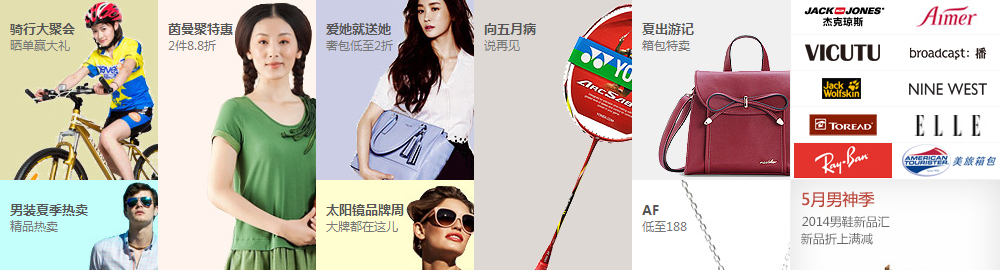 骑行大聚会
晒单赢大礼
茵曼聚特惠
2件8.8折
爱她就送她
奢包低至2折
向五月病
说再见
YO
ARCSAB
夏出游记
箱包特卖
JACK JONES
杰克琼斯
Aimer
VICUTU
broadcast: 播
Jack Wolfskin
NINE WEST
TOREAD
ELLE
Ray-Ban
AMERICAN TOURISTER
美旅箱包
男装夏季热卖
精品热卖
太阳镜品牌周
大牌都在这儿
AF
低至188
5月男神季
2014男鞋新品汇
新品折上满减